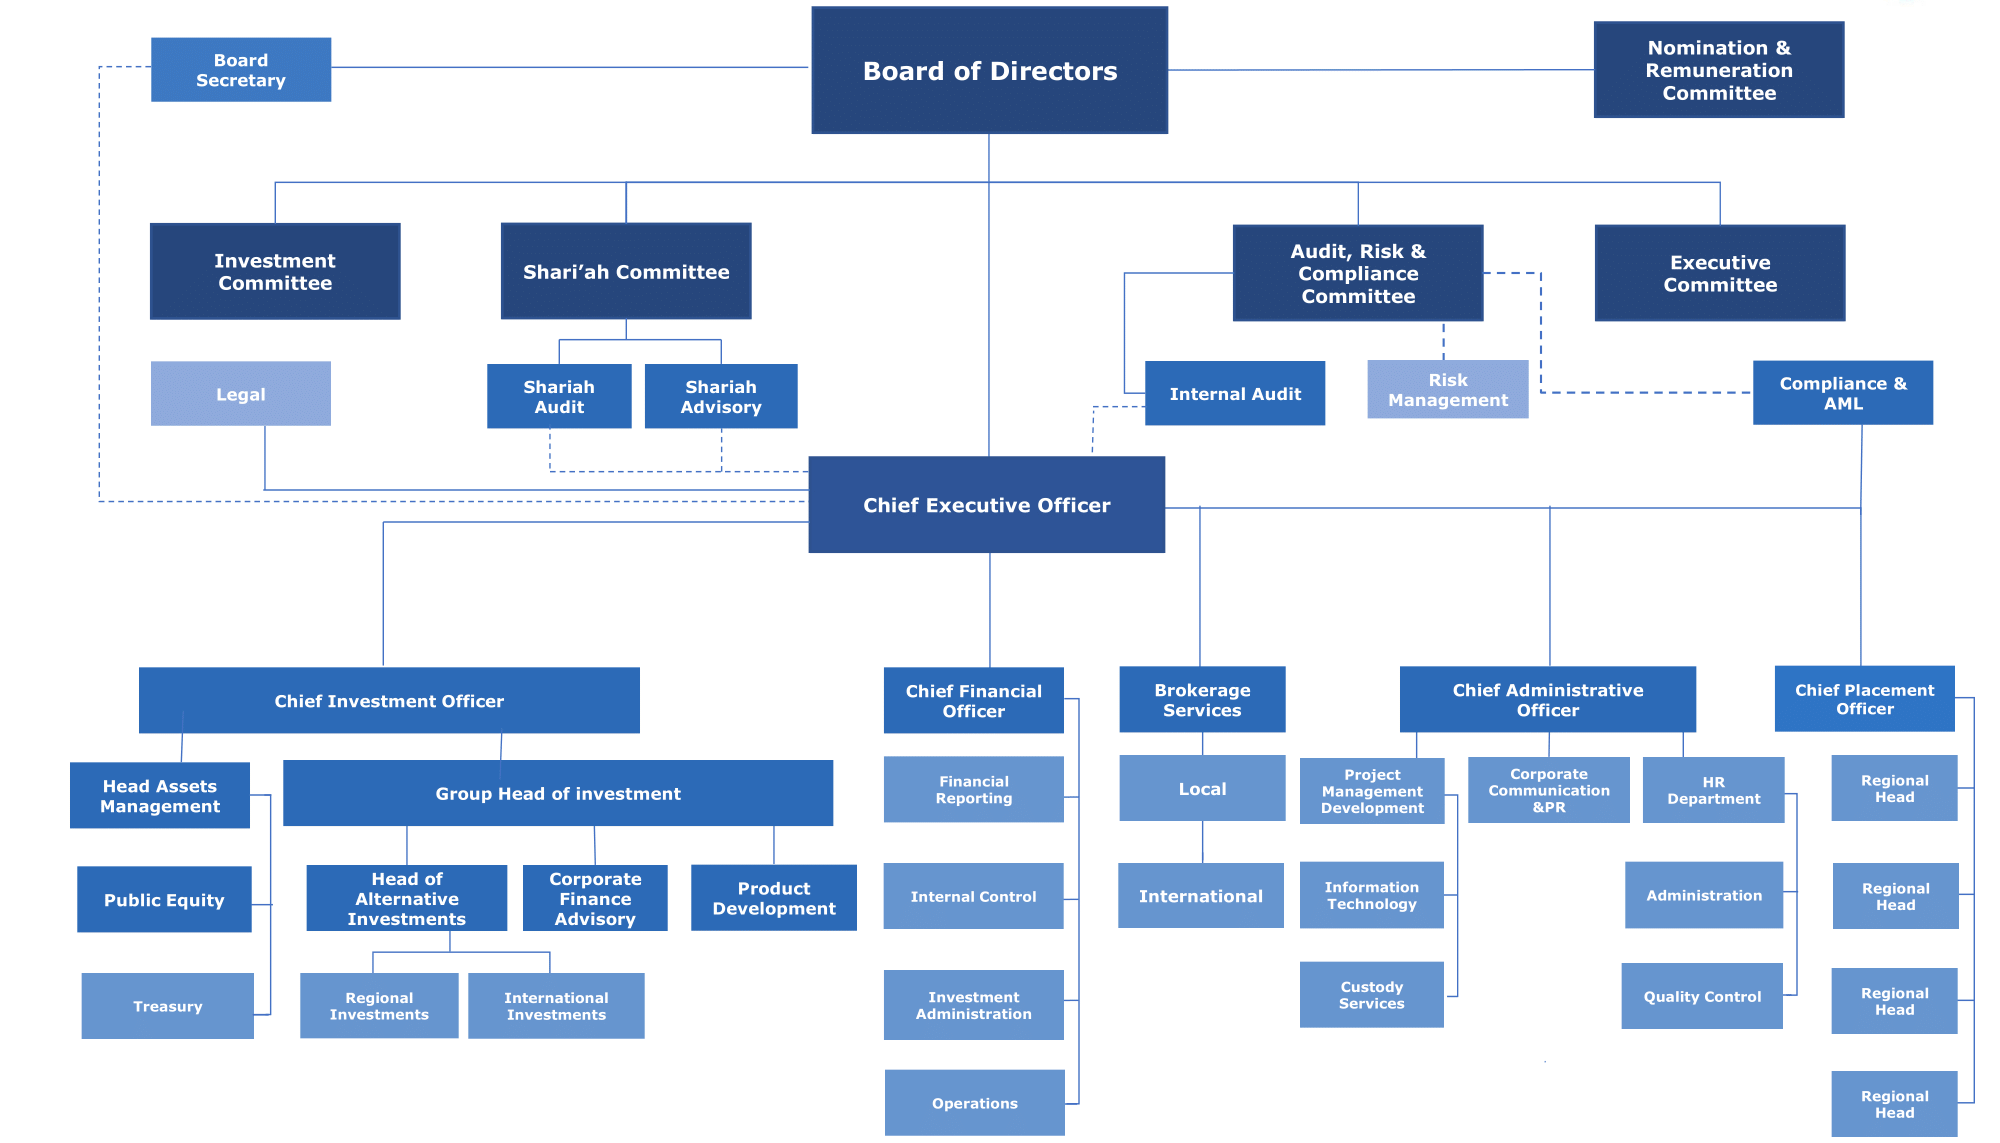 Board
Secretary
Board of Directors
Nomination &
Remuneration
Committee
Investment
Committee
Shari’ah Committee
Audit, Risk &
Compliance
Committee
Executive
Committee
Legal
Shariah
Audit
Shariah
Advisory
Internal Audit
Risk
Management
Compliance &
AML
Chief Executive Officer
Chief Investment Officer
Chief Financial
Officer
Brokerage
Services
Chief Administrative
Officer
Chief Placement
Officer
Head Assets
Management
Group Head of investment
Financial
Reporting
Local
Project
Management
Development
Corporate
Communication
&PR
HR
Department
Regional
Head
Public Equity
Head of
Alternative
Investments
Corporate
Finance
Advisory
Product
Development
Internal Control
International
Information
Technology
Administration
Regional
Head
Treasury
Regional
Investments
International
Investments
Investment
Administration
Custody
Services
Quality Control
Regional
Head
Operations
Regional
Head